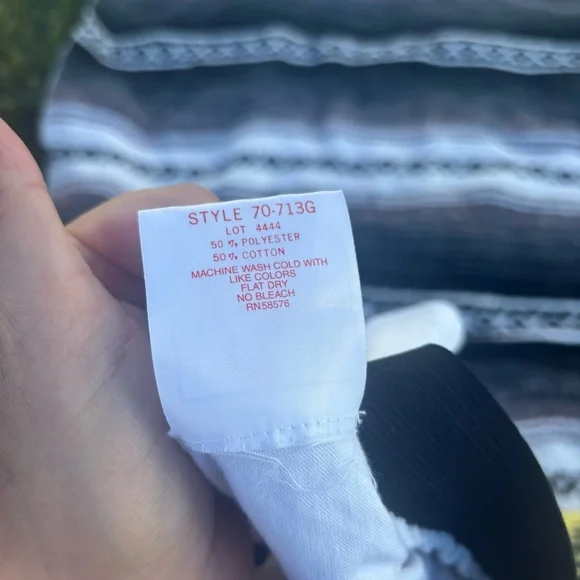 STYLE 70-713G
LOT 4444
50 % POLYESTER
50 % COTTON
MACHINE WASH COLD WITH
LIKE COLORS
FLAT DRY
NO BLEACH
RN58576